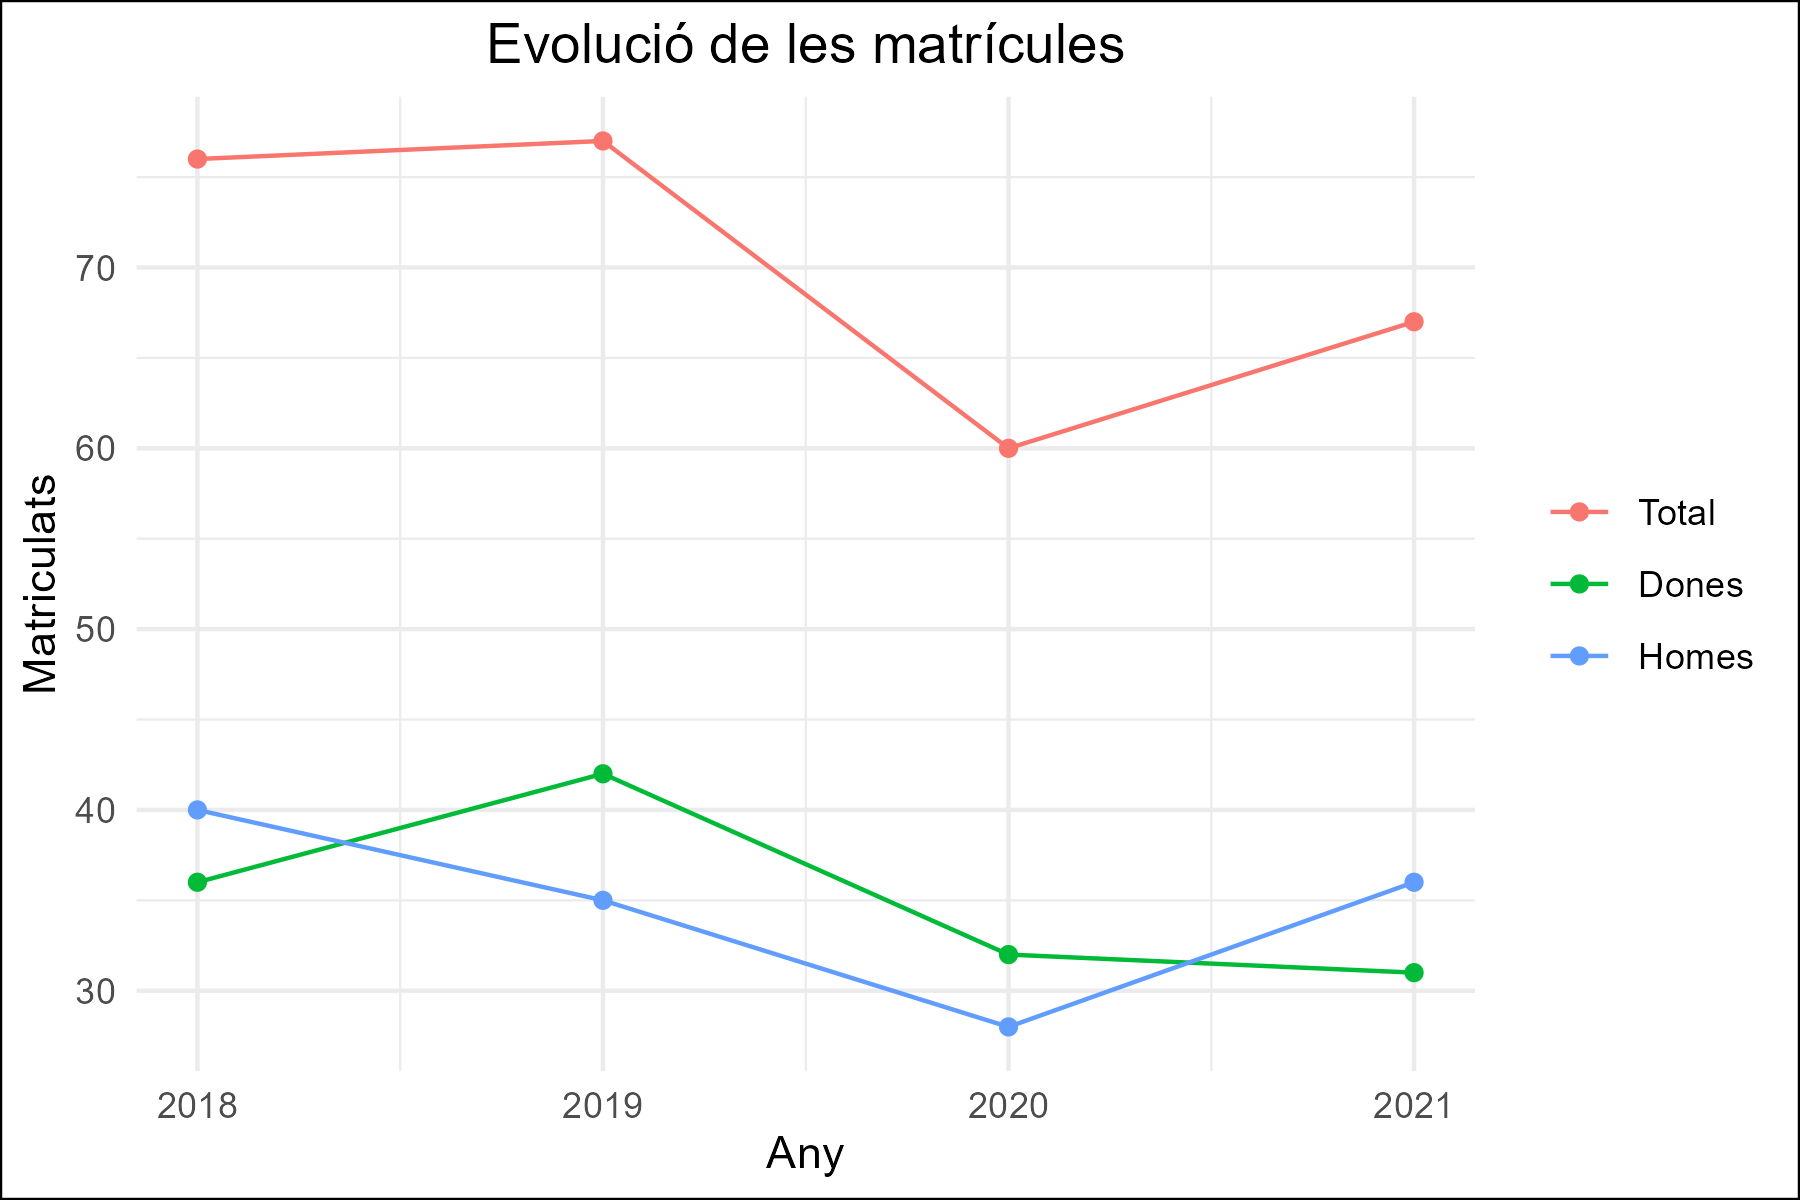 Evolució de les matrícules
Matriculats
70
60
50
40
30
2018 2019 2020 2021
Any
Total
Dones
Homes